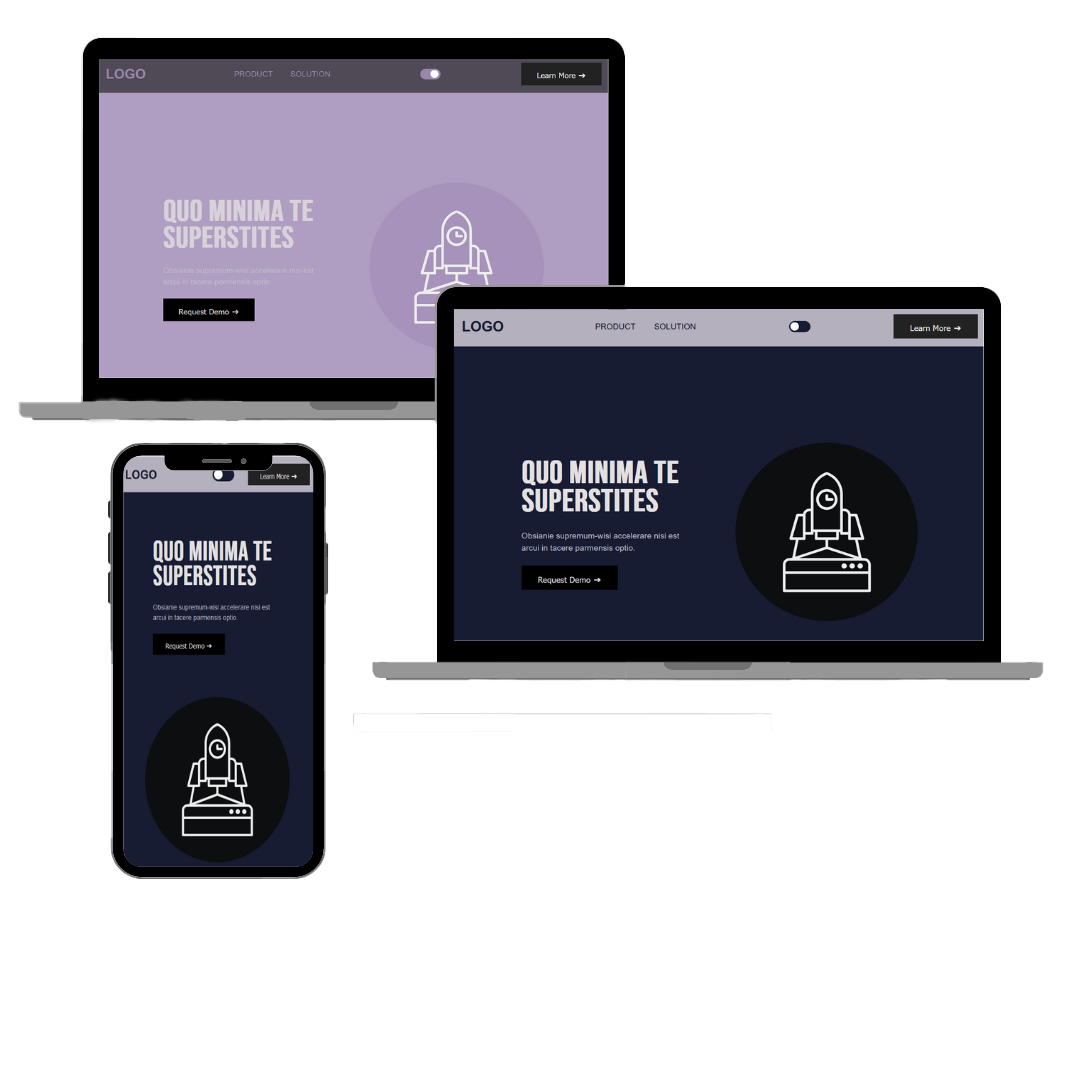 LOGO
PRODUCT SOLUTION
Learn More ➔
QUO MINIMA TE
SUPERSTITES
Obsianie supremum-wisi accelerare nisi est
arcui in tacere parmensis optio.
Request Demo ➔
LOGO
PRODUCT SOLUTION
Learn More ➔
QUO MINIMA TE
SUPERSTITES
Obsianie supremum-wisi accelerare nisi est
arcui in tacere parmensis optio.
Request Demo ➔
LOGO
Learn More ➔
QUO MINIMA TE
SUPERSTITES
Obsianie supremum-wisi accelerare nisi est
arcui in tacere parmensis optio.
Request Demo ➔